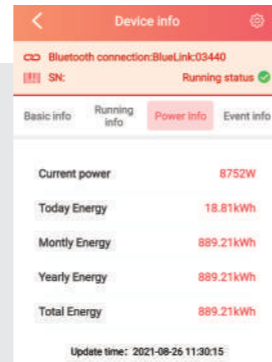 Device info
Bluetooth connection:BlueLink:03440
SN: Running status
Basic info Running info Power Info Event info
Current power 8752W
Today Energy 18.81kWh
Montly Energy 889.21kWh
Yearly Energy 889.21kWh
Total Energy 889.21kWh
Update time: 2021-08-26 11:30:15